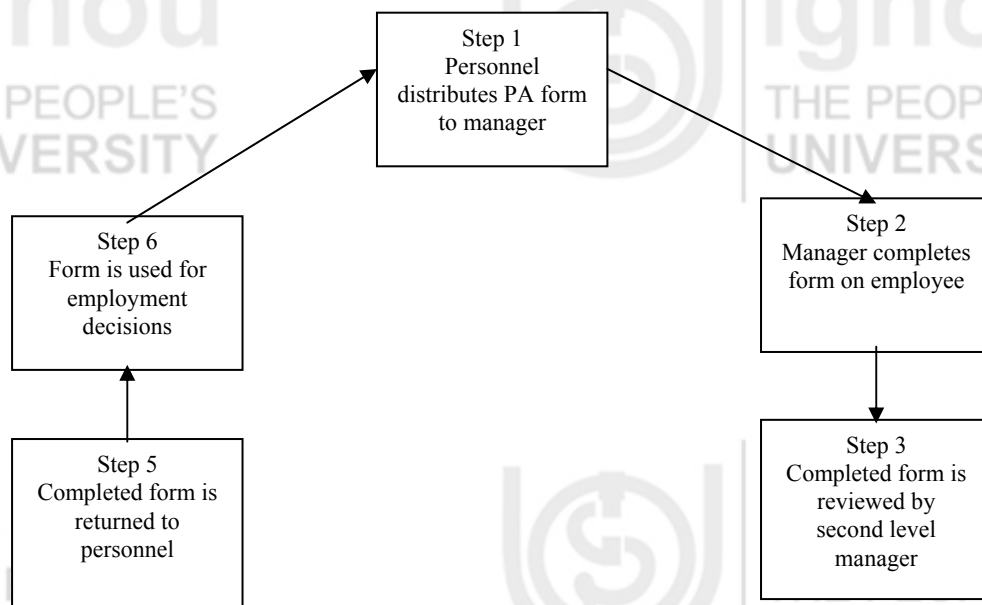 nou
PEOPLE'S
VERSITY
igno
THE PEOP
UNIVERS
Step 1
Personnel
distributes PA form
to manager
Step 2
Manager completes
form on employee
Step 3
Completed form is
reviewed by
second level
manager
Step 5
Completed form is
returned to
personnel
Step 6
Form is used for
employment
decisions